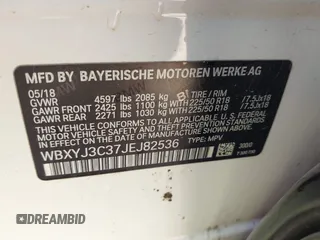 MFD BY BAYERISCHE MOTOREN WERKE AG
05/18
GVWR 4597 lbs 2085 kg TIRE / RIM
GAWR FRONT 2425 lbs 1100 kg 225/50 R18 /7.5Jx18
GAWR REAR 2271 lbs 1030 kg 225/50 R18 /7.5Jx18
THIS VEHICLE CONFORMS TO ALL APPLICABLE U.S. FEDERAL
MOTOR VEHICLE SAFETY, BUMPER, AND THEFT PREVENTION
STANDARDS IN EFFECT ON THE DATE OF MANUFACTURE SHOWN ABOVE.
WBXYJ3C37JEJ82536 TYPE: MPV
AUTOBIDMASTER